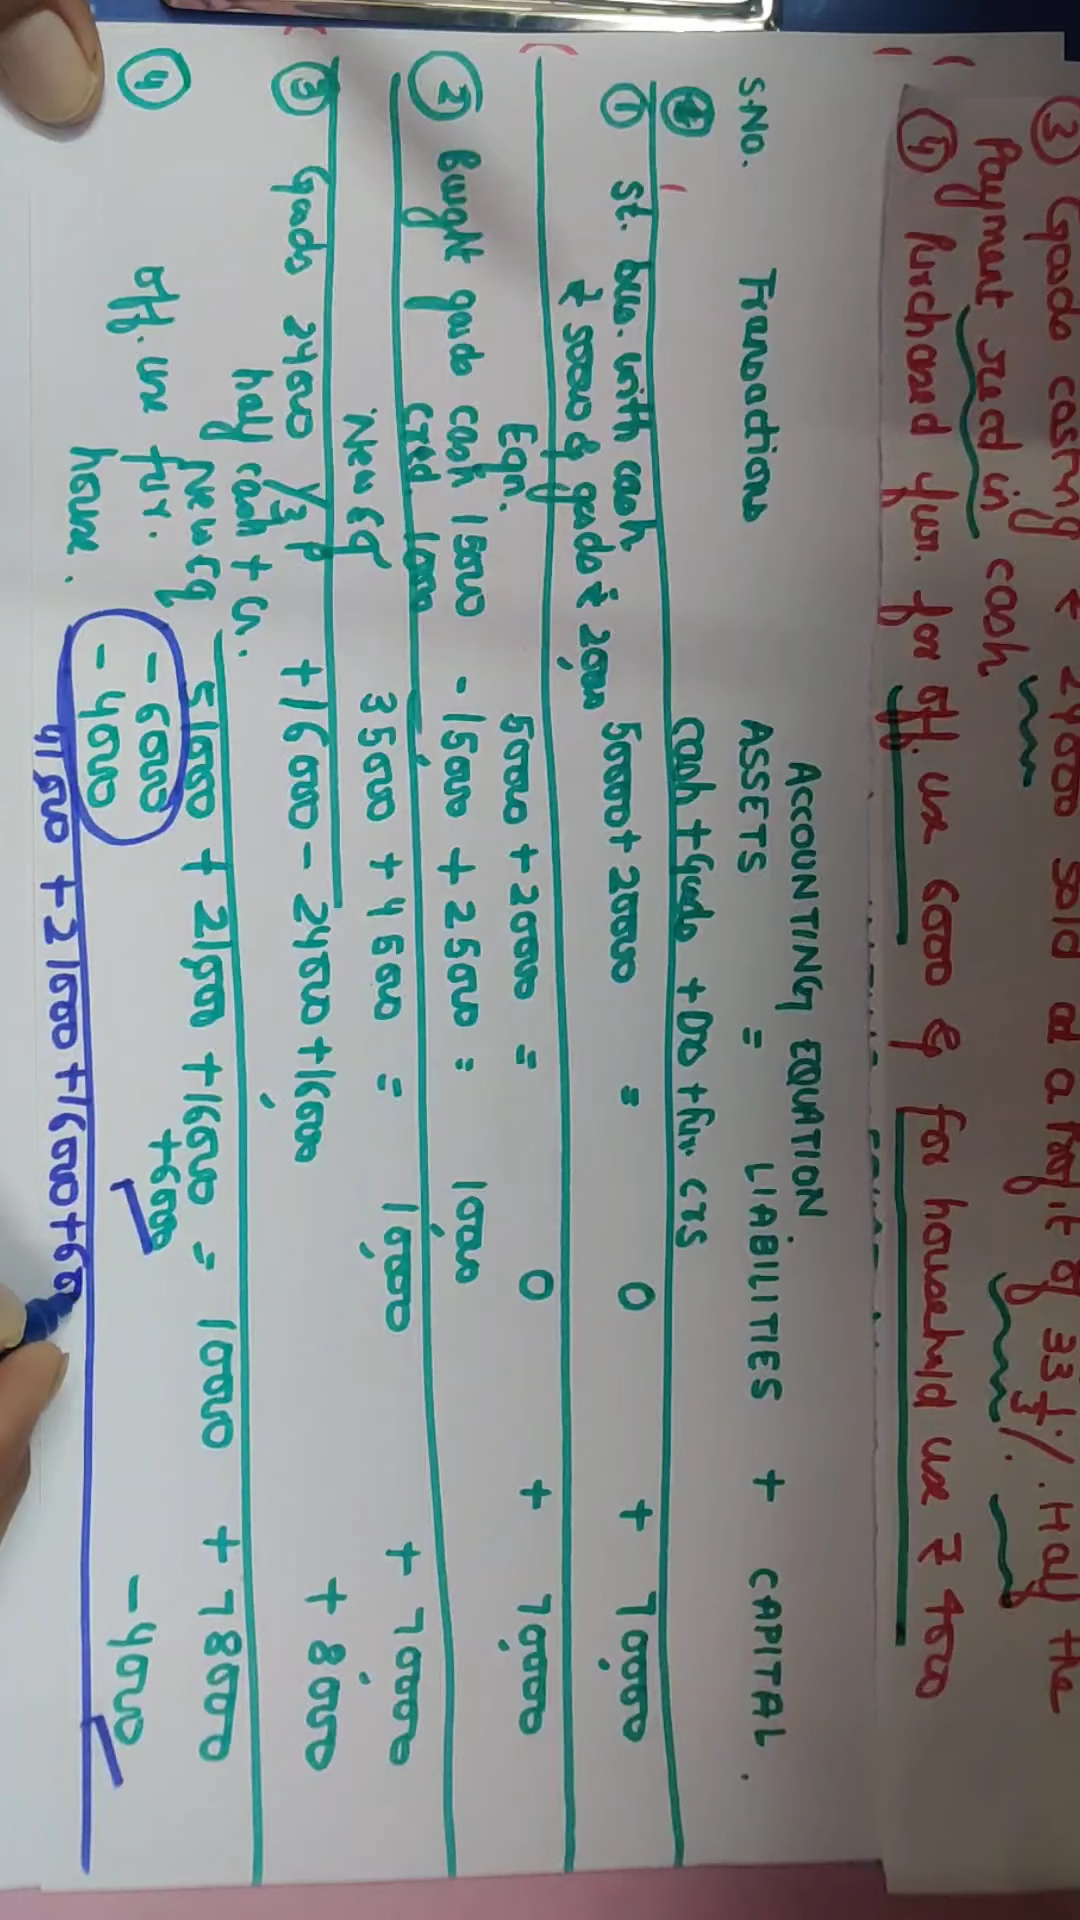 ③ Goods costing ₹ 24000 sold at a Profit of 33⅓%. Half the
Payment recd in cash.
④ Purchased fur. for off. use 6000 & for household use ₹ 4000
ACCOUNTING EQUATION
S.NO. Transactions ASSETS = LIABILITIES + CAPITAL.
Cash + Goods + Drs + Fur. CRS
① St. bus. with cash 50000 + 20000 = 0 + 70000
₹ 50000 & goods ₹ 20000
Eqn. 50000 + 20000 = 0 + 70000
② Bought goods cash 15000 - 15000 + 25000 = 10000
cred. 10000
New Eq 35000 + 45000 = 10000 + 70000
③ Goods 24000 1/3 P +16000 - 24000 + 16000 + 8000
half cash + cr.
New Eq 51000 + 21000 + 16000 = 10000 + 78000
④ off. use fur. - 6000 + 6000 - 4000
house. - 4000
41000 + 21000 + 16000 + 60